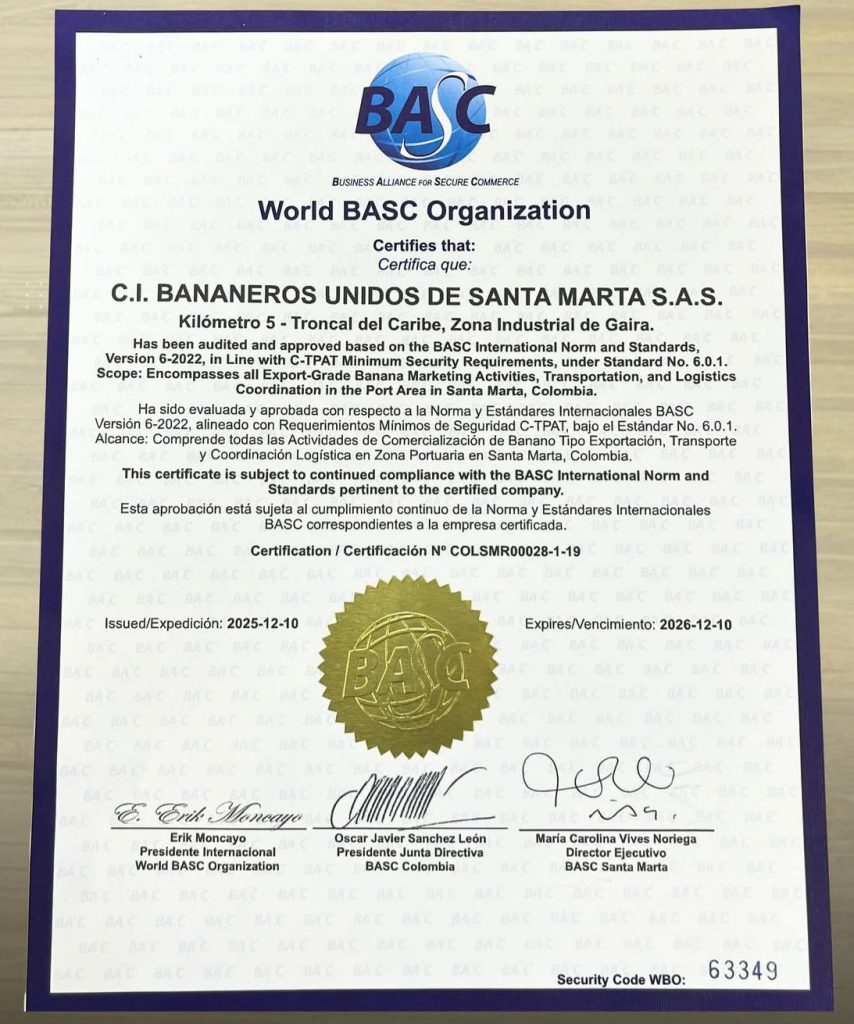 BASC
BUSINESS ALLIANCE FOR SECURE COMMERCE
World BASC Organization
Certifies that:
Certifica que:
C.I. BANANEROS UNIDOS DE SANTA MARTA S.A.S.
Kilómetro 5 - Troncal del Caribe, Zona Industrial de Gaira.
Has been audited and approved based on the BASC International Norm and Standards,
Version 6-2022, in Line with C-TPAT Minimum Security Requirements, under Standard No. 6.0.1.
Scope: Encompasses all Export-Grade Banana Marketing Activities, Transportation, and Logistics
Coordination in the Port Area in Santa Marta, Colombia.
Ha sido evaluada y aprobada con respecto a la Norma y Estándares Internacionales BASC
Versión 6-2022, alineado con Requerimientos Mínimos de Seguridad C-TPAT, bajo el Estándar No. 6.0.1.
Alcance: Comprende todas las Actividades de Comercialización de Banano Tipo Exportación, Transporte
y Coordinación Logística en Zona Portuaria en Santa Marta, Colombia.
This certificate is subject to continued compliance with the BASC International Norm and
Standards pertinent to the certified company.
Esta aprobación está sujeta al cumplimiento continuo de la Norma y Estándares Internacionales
BASC correspondientes a la empresa certificada.
Certification / Certificación Nº COLSMR00028-1-19
Issued/Expedición: 2025-12-10
Expires/Vencimiento: 2026-12-10
BASC
E. Erik Moncayo
Erik Moncayo
Presidente Internacional
World BASC Organization
Oscar Javier Sanchez León
Presidente Junta Directiva
BASC Colombia
María Carolina Vives Noriega
Director Ejecutivo
BASC Santa Marta
Security Code WBO: 63349